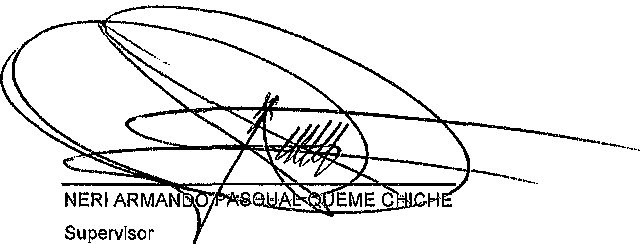 NERI ARMANDO PASQUAL QUEME CHICHE
Supervisor